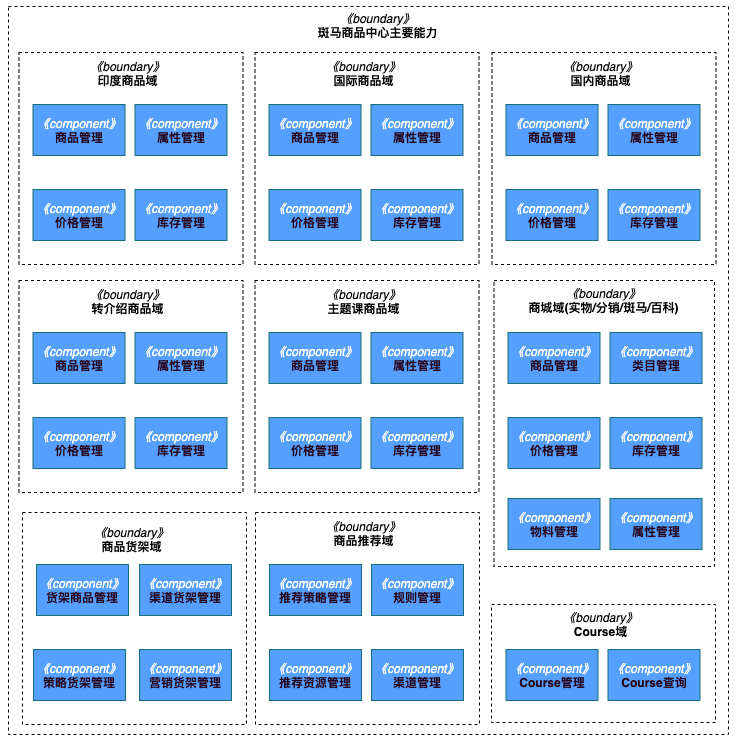 《boundary》
斑马商品中心主要能力
《boundary》
印度商品域
《component》
商品管理
《component》
属性管理
《component》
价格管理
《component》
库存管理
《boundary》
国际商品域
《component》
商品管理
《component》
属性管理
《component》
价格管理
《component》
库存管理
《boundary》
国内商品域
《component》
商品管理
《component》
属性管理
《component》
价格管理
《component》
库存管理
《boundary》
转介绍商品域
《component》
商品管理
《component》
属性管理
《component》
价格管理
《component》
库存管理
《boundary》
主题课商品域
《component》
商品管理
《component》
属性管理
《component》
价格管理
《component》
库存管理
《boundary》
商城域(实物/分销/斑马/百科)
《component》
商品管理
《component》
类目管理
《component》
价格管理
《component》
库存管理
《component》
物料管理
《component》
属性管理
《boundary》
商品货架域
《component》
货架商品管理
《component》
渠道货架管理
《component》
策略货架管理
《component》
营销货架管理
《boundary》
商品推荐域
《component》
推荐策略管理
《component》
规则管理
《component》
推荐资源管理
《component》
渠道管理
《boundary》
Course域
《component》
Course管理
《component》
Course查询